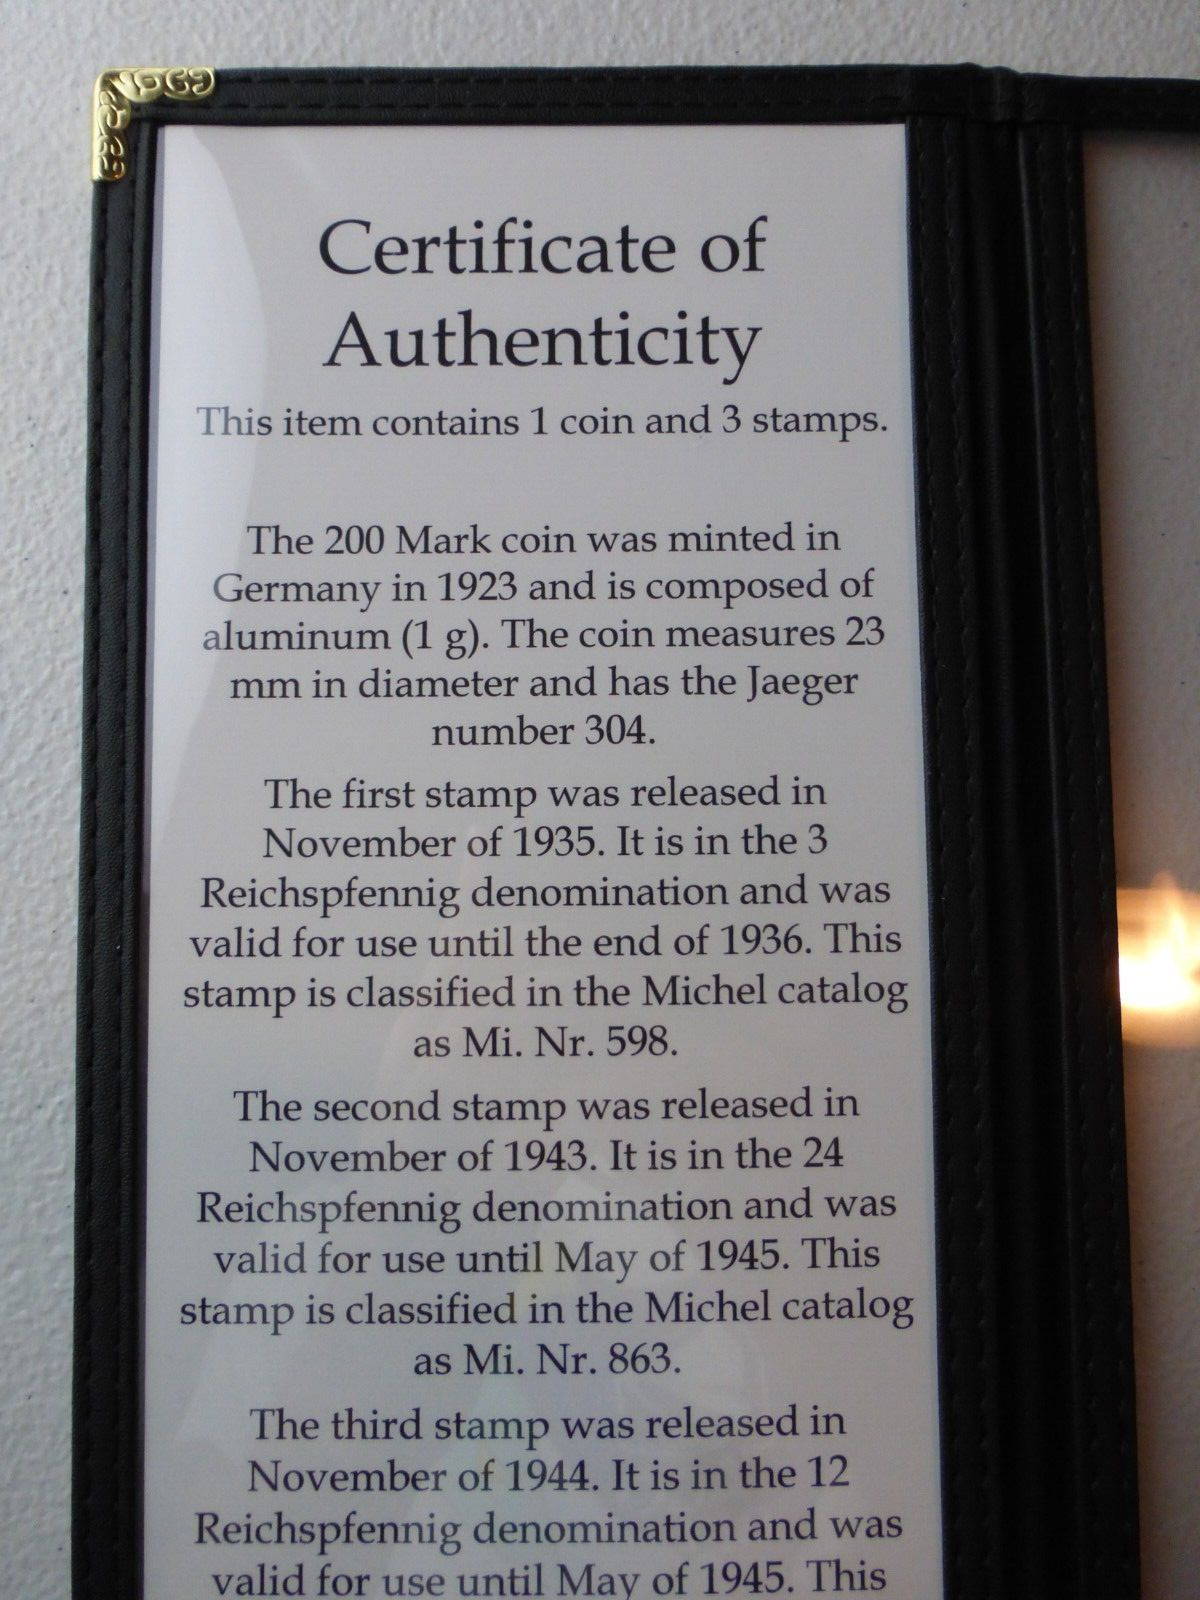 Certificate of
Authenticity
This item contains 1 coin and 3 stamps.
The 200 Mark coin was minted in
Germany in 1923 and is composed of
aluminum (1 g). The coin measures 23
mm in diameter and has the Jaeger
number 304.
The first stamp was released in
November of 1935. It is in the 3
Reichspfennig denomination and was
valid for use until the end of 1936. This
stamp is classified in the Michel catalog
as Mi. Nr. 598.
The second stamp was released in
November of 1943. It is in the 24
Reichspfennig denomination and was
valid for use until May of 1945. This
stamp is classified in the Michel catalog
as Mi. Nr. 863.
The third stamp was released in
November of 1944. It is in the 12
Reichspfennig denomination and was
valid for use until May of 1945. This